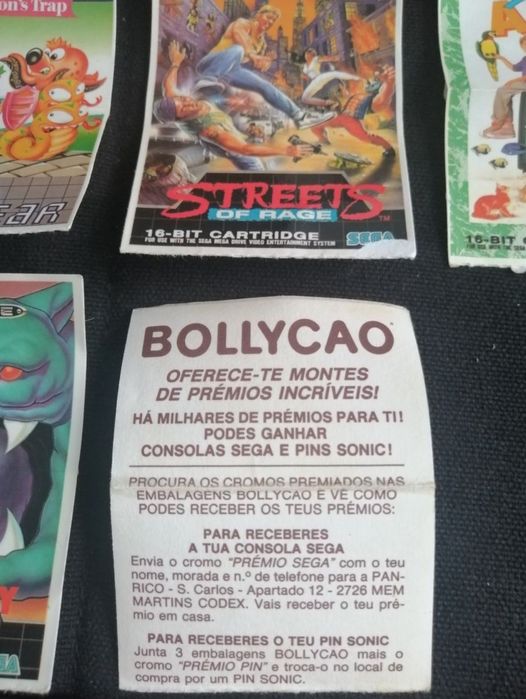 on's Trap
STREETS
OF RAGE
TM
16-BIT CARTRIDGE
FOR USE WITH THE SEGA MEGA DRIVE VIDEO ENTERTAINMENT SYSTEM
SEGA
GEAR
16-BIT C
BOLLYCAO
OFERECE-TE MONTES
DE PRÉMIOS INCRÍVEIS!
HÁ MILHARES DE PRÉMIOS PARA TI!
PODES GANHAR
CONSOLAS SEGA E PINS SONIC!
PROCURA OS CROMOS PREMIADOS NAS
EMBALAGENS BOLLYCAO E VÊ COMO
PODES RECEBER OS TEUS PRÉMIOS:
PARA RECEBERES
A TUA CONSOLA SEGA
Envia o cromo "PRÉMIO SEGA" com o teu
nome, morada e n.º de telefone para a PAN-
RICO - S. Carlos - Apartado 12 - 2726 MEM
MARTINS CODEX. Vais receber o teu pré-
mio em casa.
PARA RECEBERES O TEU PIN SONIC
Junta 3 embalagens BOLLYCAO mais o
cromo "PRÉMIO PIN" e troca-o no local de
compra por um PIN SONIC.
Y
GA